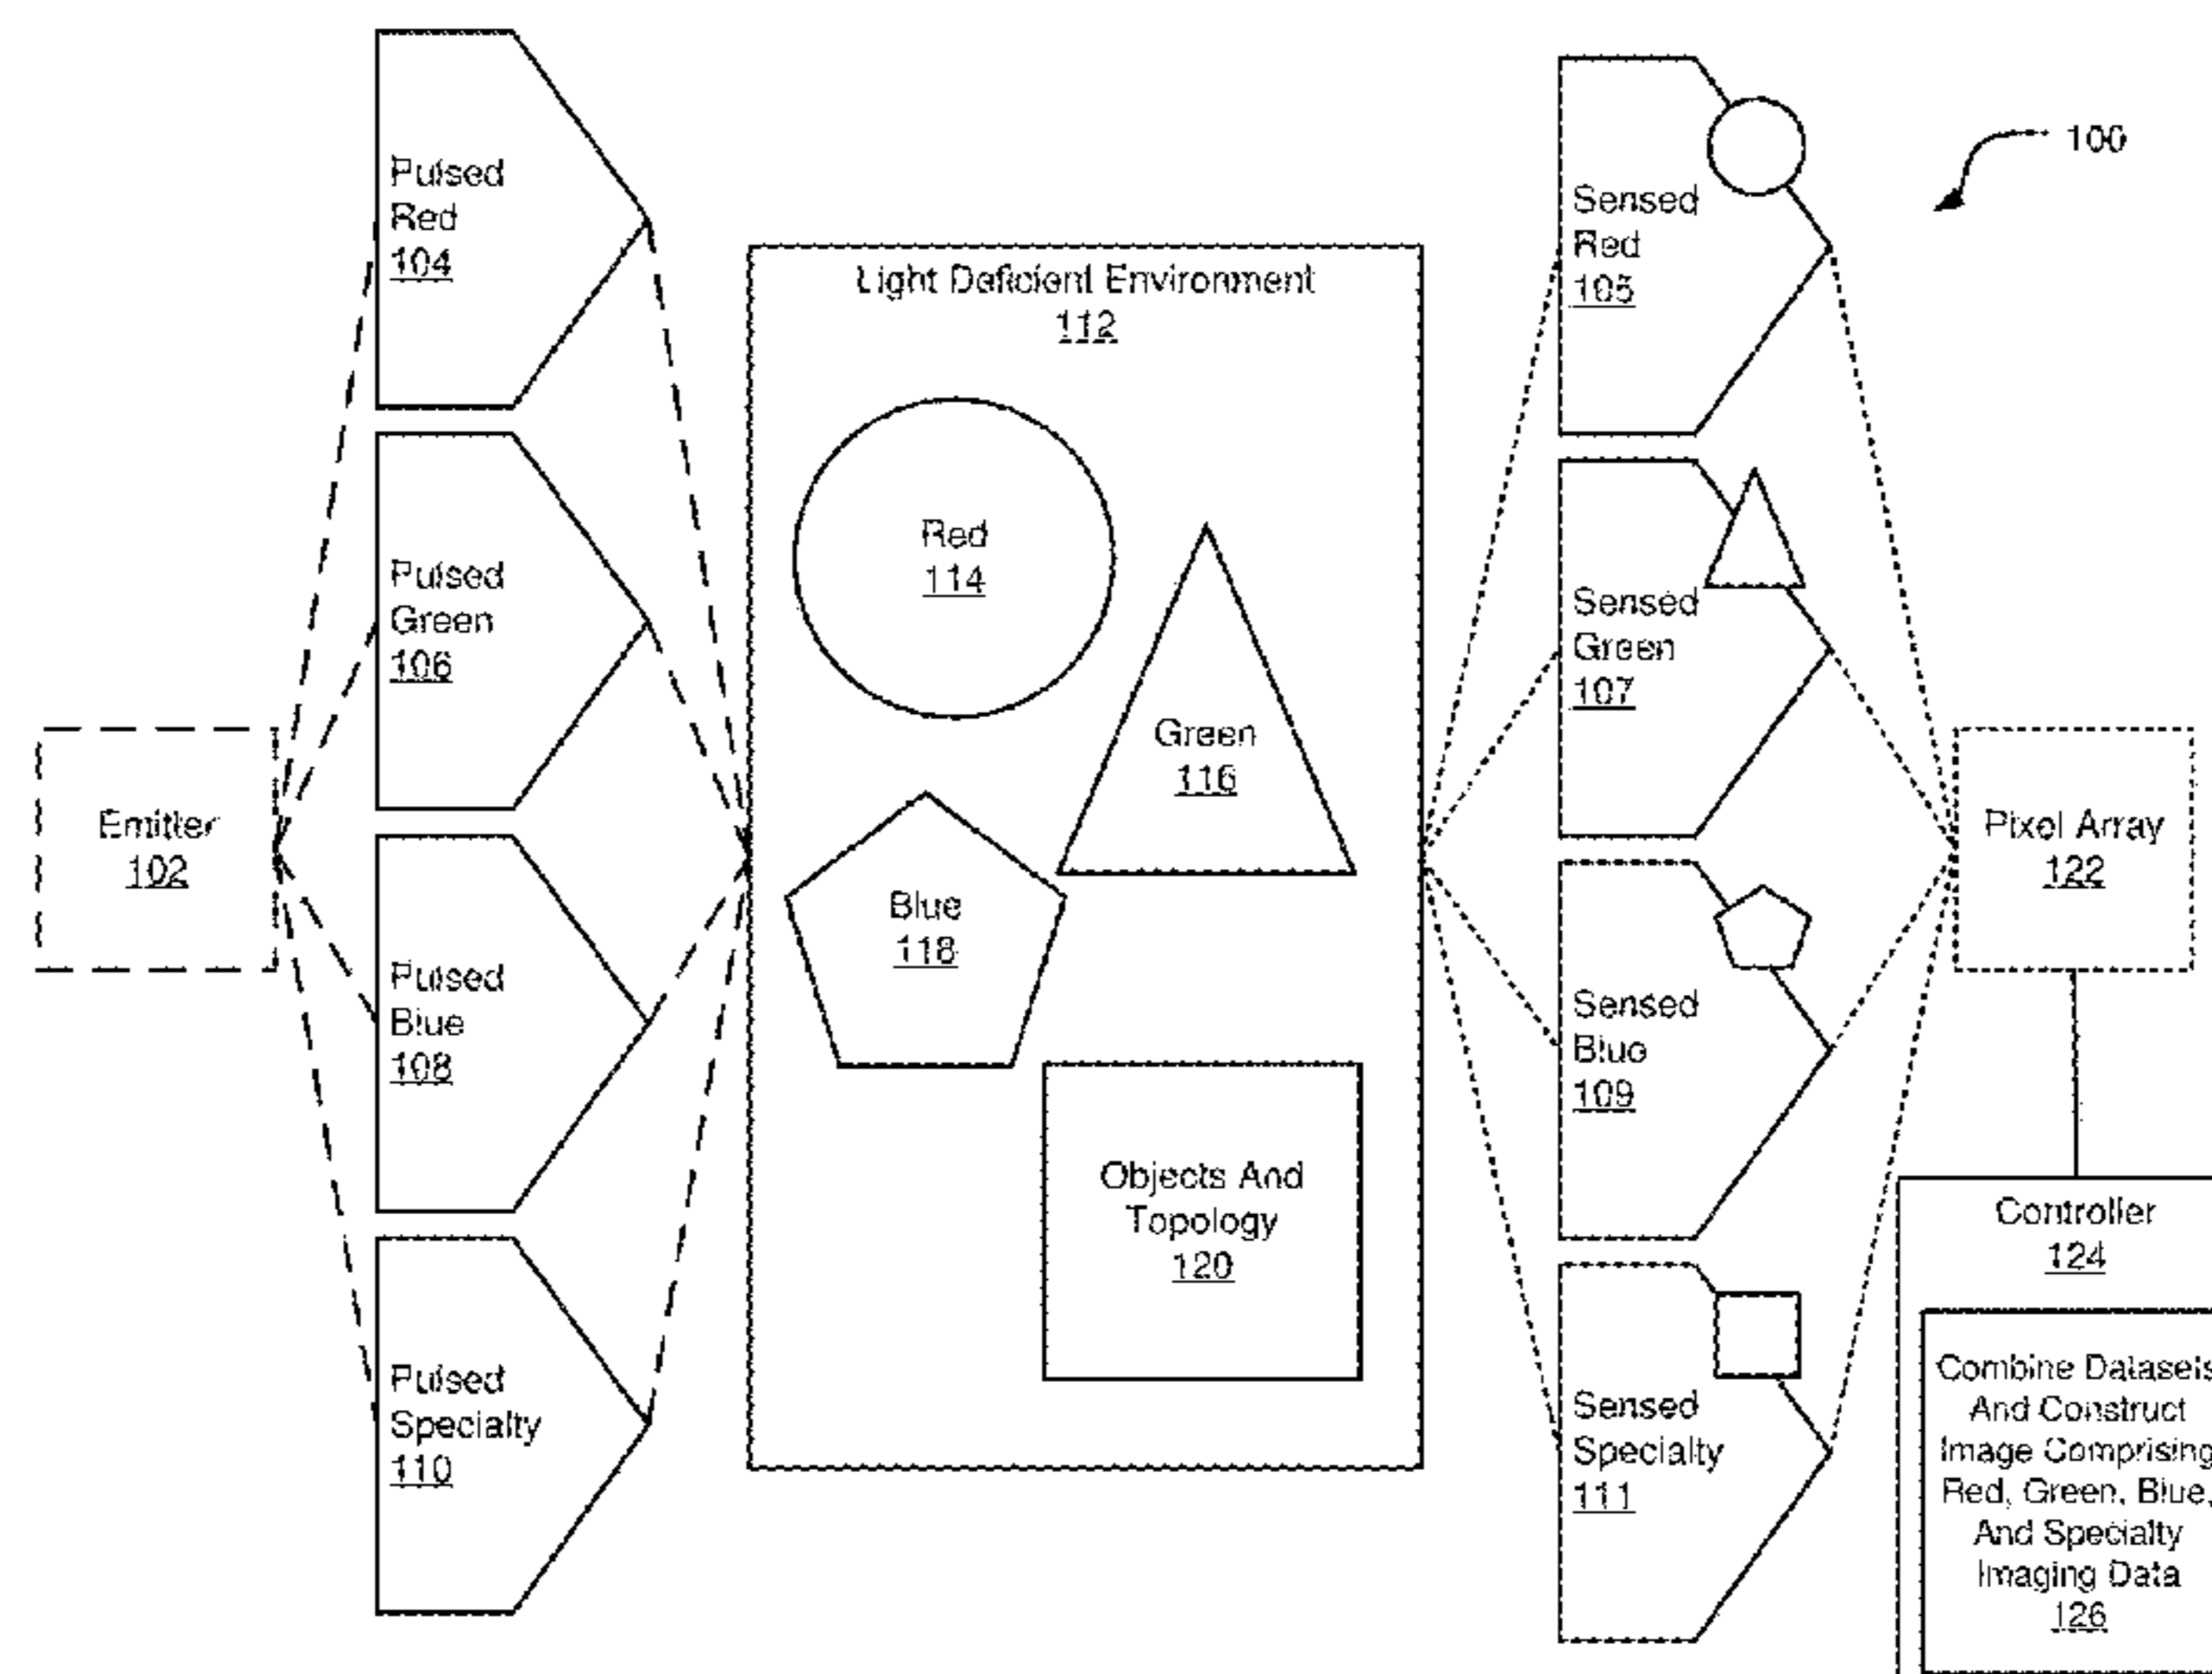 Pulsed
Red
104
Pulsed
Green
106
Emitter
102
Pulsed
Blue
108
Pulsed
Specialty
110
Light Deficient Environment
112
Red
114
Green
116
Blue
118
Objects And
Topology
120
Sensed
Red
105
Sensed
Green
107
Sensed
Blue
109
Sensed
Specialty
111
100
Pixel Array
122
Controller
124
Combine Datasets
And Construct
Image Comprising
Red, Green, Blue,
And Specialty
Imaging Data
126